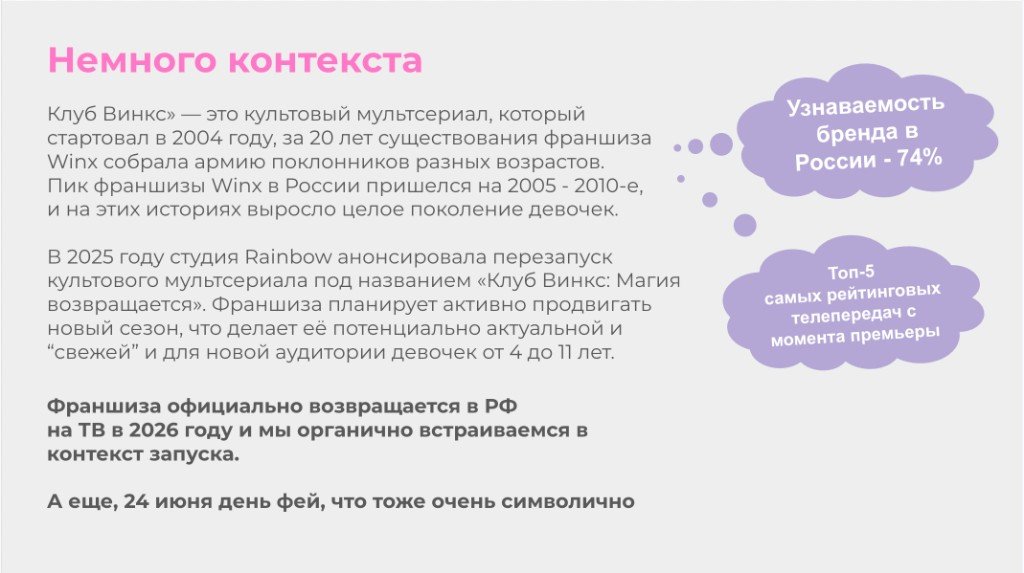 Немного контекста
Клуб Винкс» — это культовый мультсериал, который
стартовал в 2004 году, за 20 лет существования франшиза
Winx собрала армию поклонников разных возрастов.
Пик франшизы Winx в России пришелся на 2005 - 2010-е,
и на этих историях выросло целое поколение девочек.
В 2025 году студия Rainbow анонсировала перезапуск
культового мультсериала под названием «Клуб Винкс: Магия
возвращается». Франшиза планирует активно продвигать
новый сезон, что делает её потенциально актуальной и
“свежей” и для новой аудитории девочек от 4 до 11 лет.
Франшиза официально возвращается в РФ
на ТВ в 2026 году и мы органично встраиваемся в
контекст запуска.
А еще, 24 июня день фей, что тоже очень символично
Узнаваемость
бренда в
России - 74%
Топ-5
самых рейтинговых
телепередач с
момента премьеры